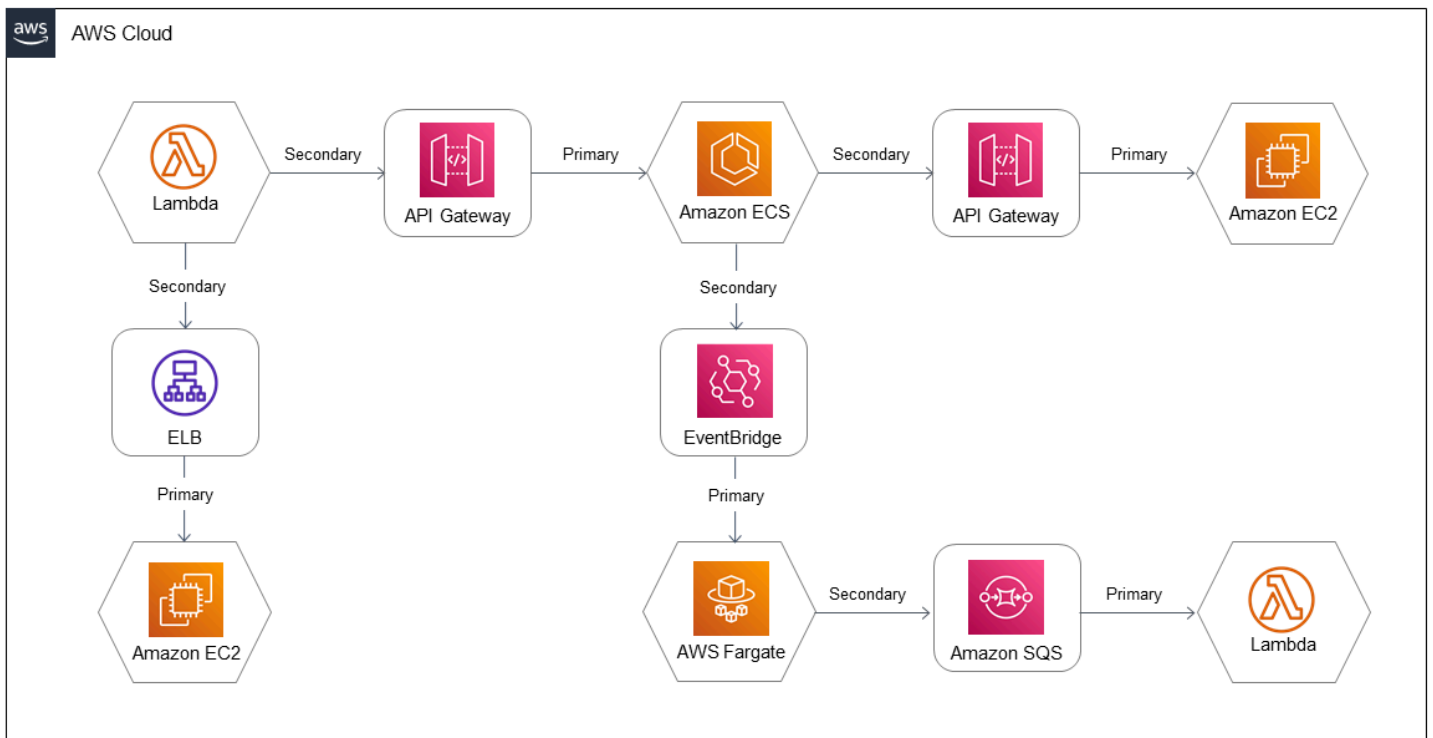 aws
AWS Cloud
Lambda
Secondary
API Gateway
Primary
Amazon ECS
Secondary
API Gateway
Primary
Amazon EC2
Secondary
Secondary
ELB
EventBridge
Primary
Primary
Amazon EC2
AWS Fargate
Secondary
Amazon SQS
Primary
Lambda